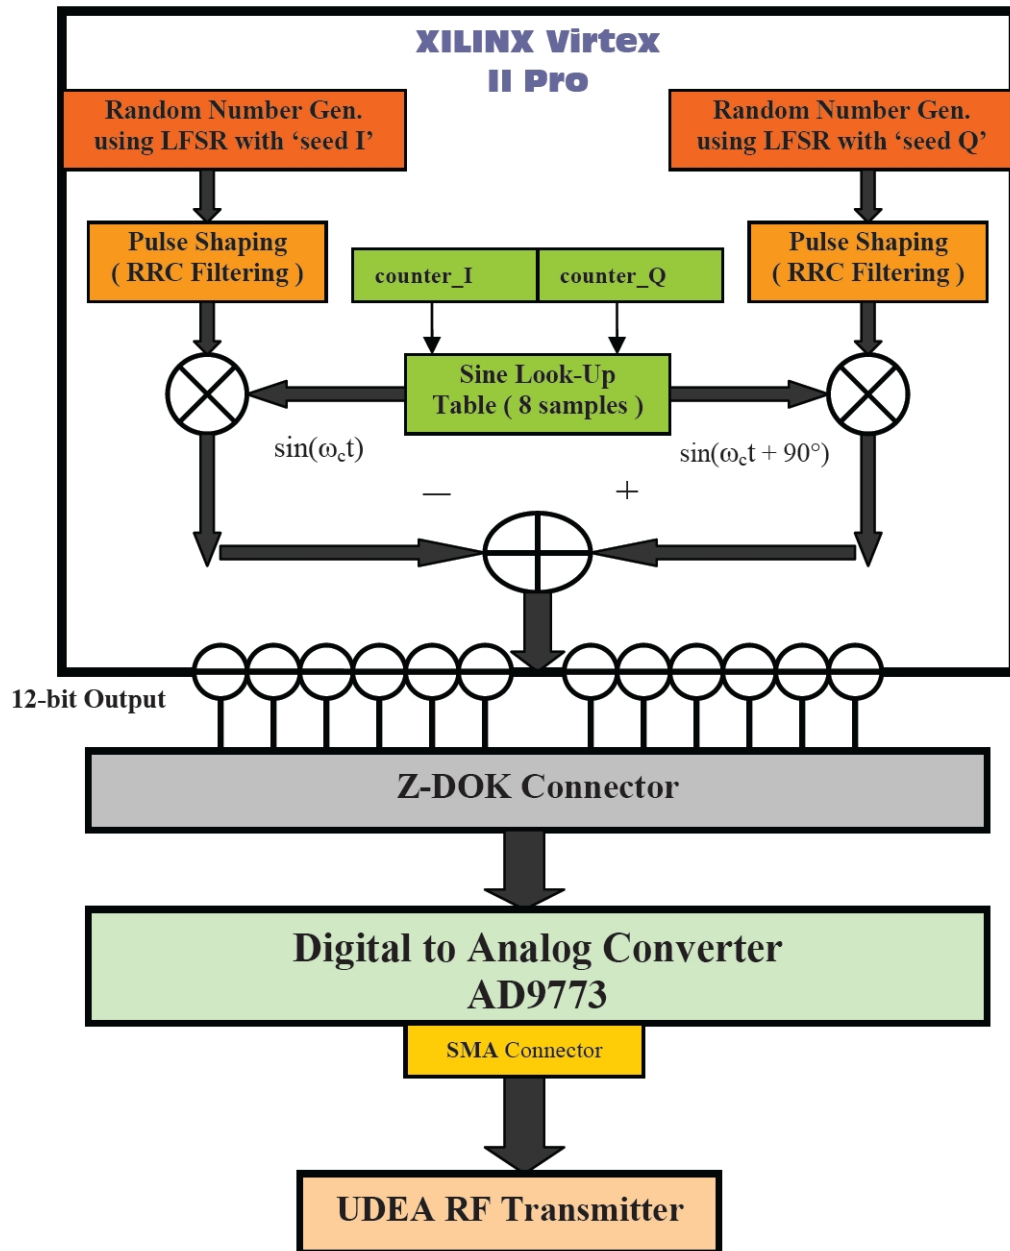 XILINX Virtex
II Pro
Random Number Gen.
using LFSR with ‘seed I’
Random Number Gen.
using LFSR with ‘seed Q’
Pulse Shaping
( RRC Filtering )
counter_I
counter_Q
Pulse Shaping
( RRC Filtering )
Sine Look-Up
Table ( 8 samples )
sin(ω_c t)
sin(ω_c t + 90°)
—
+
12-bit Output
Z-DOK Connector
Digital to Analog Converter
AD9773
SMA Connector
UDEA RF Transmitter